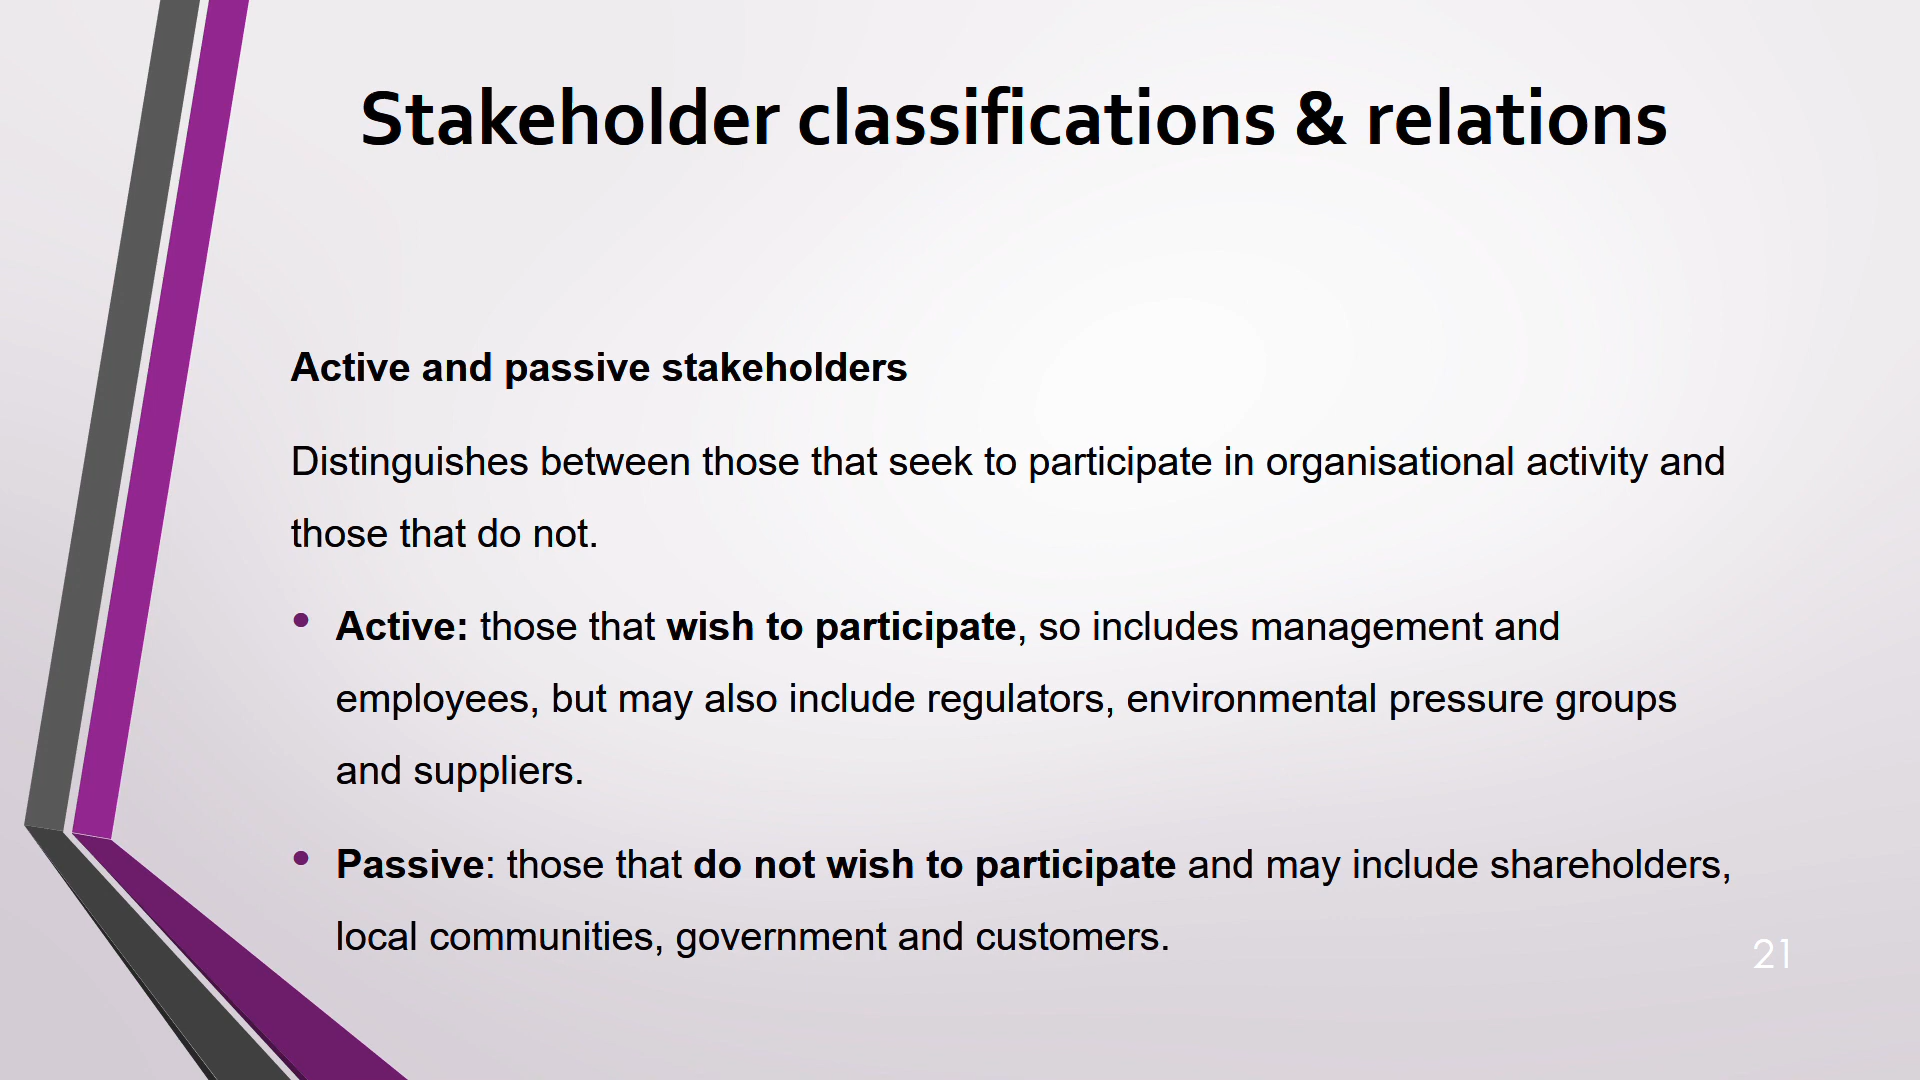 Stakeholder classifications & relations
Active and passive stakeholders
Distinguishes between those that seek to participate in organisational activity and
those that do not.
• Active: those that wish to participate, so includes management and
employees, but may also include regulators, environmental pressure groups
and suppliers.
• Passive: those that do not wish to participate and may include shareholders,
local communities, government and customers.
21